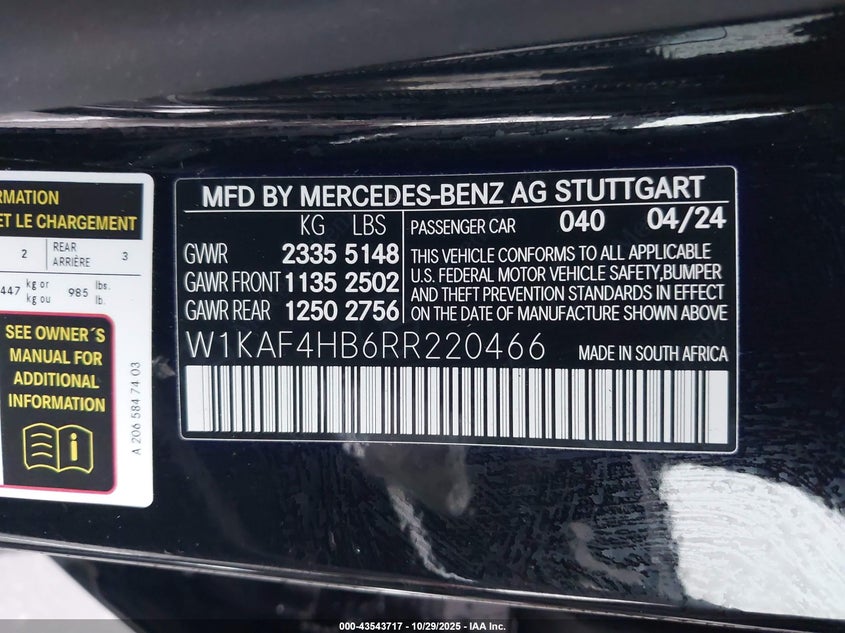 RMATION
ET LE CHARGEMENT
2 REAR ARRIÈRE 3
447 kg or kg ou 985 lbs. lb.
SEE OWNER´S
MANUAL FOR
ADDITIONAL
INFORMATION
A 206 584 74 03
MFD BY MERCEDES-BENZ AG STUTTGART
KG LBS
GVWR 2335 5148
GAWR FRONT 1135 2502
GAWR REAR 1250 2756
PASSENGER CAR 040 04/24
THIS VEHICLE CONFORMS TO ALL APPLICABLE
U.S. FEDERAL MOTOR VEHICLE SAFETY,BUMPER
AND THEFT PREVENTION STANDARDS IN EFFECT
ON THE DATE OF MANUFACTURE SHOWN ABOVE
W1KAF4HB6RR220466 MADE IN SOUTH AFRICA
000-43543717 | 10/29/2025 - IAA Inc.